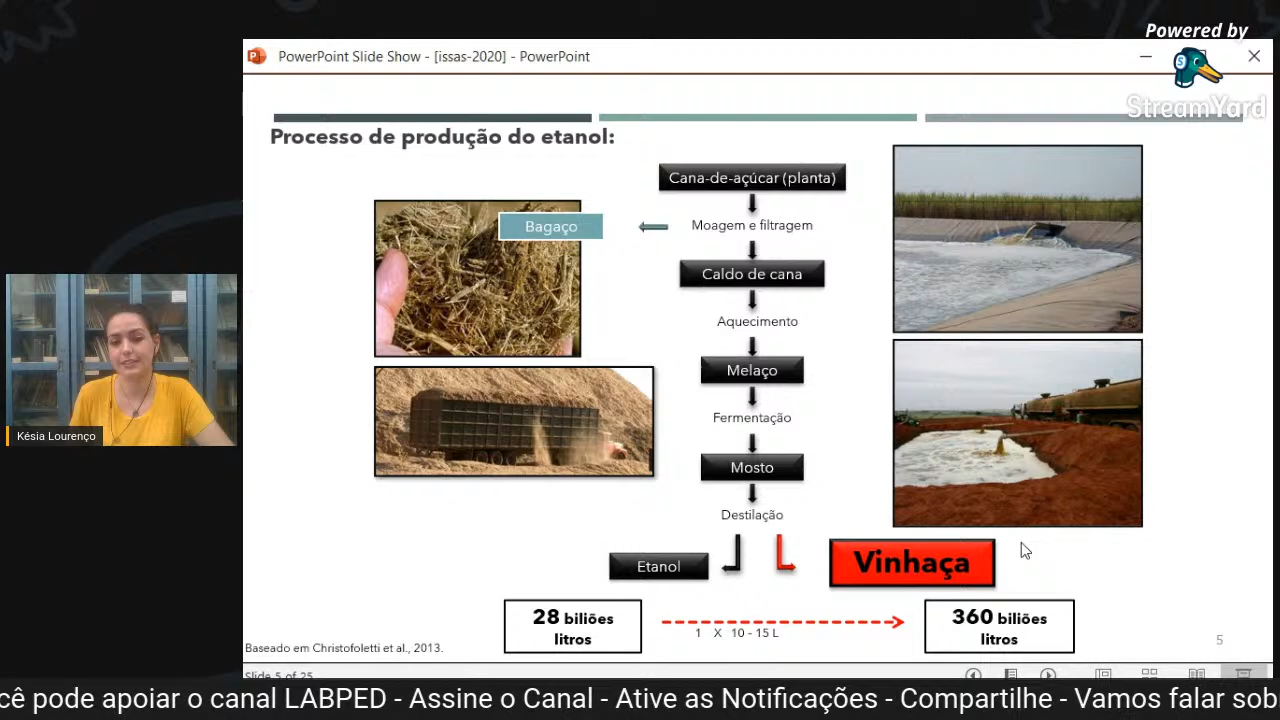 Powered by
StreamYard
PowerPoint Slide Show - [issas-2020] - PowerPoint
Processo de produção do etanol:
Cana-de-açúcar (planta)
Bagaço
Moagem e filtragem
Caldo de cana
Aquecimento
Melaço
Fermentação
Mosto
Destilação
Etanol
Vinhaça
28 biliões
litros
1 X 10 - 15 L
360 biliões
litros
Baseado em Christofoletti et al., 2013.
5
Slide 5 of 25
Késia Lourenço
cê pode apoiar o canal LABPED - Assine o Canal - Ative as Notificações - Compartilhe - Vamos falar sob